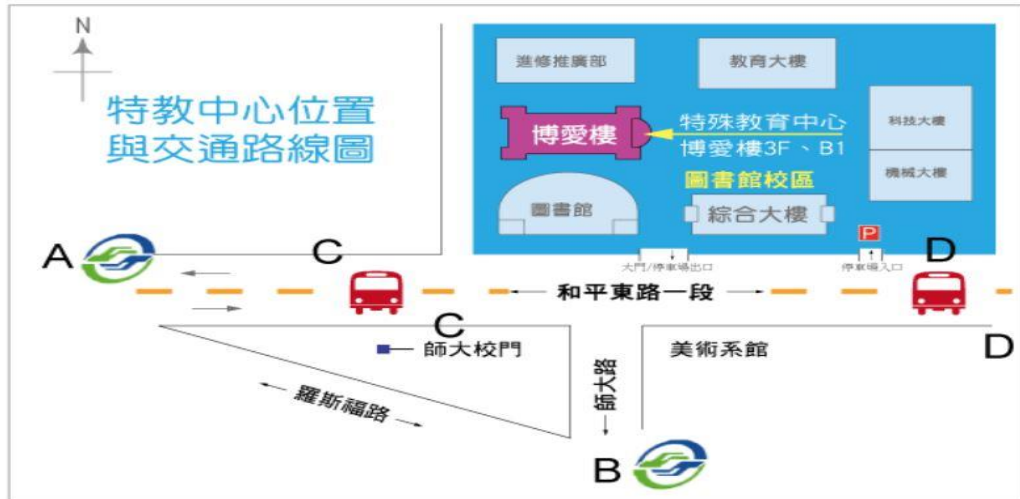 N
特教中心位置
與交通路線圖
進修推廣部
教育大樓
博愛樓
特殊教育中心
博愛樓3F、B1
科技大樓
機械大樓
圖書館校區
圖書館
綜合大樓
P
大門/停車場出口
停車場入口
A
C
D
和平東路一段
C
師大校門
美術系館
D
羅斯福路
師大路
B